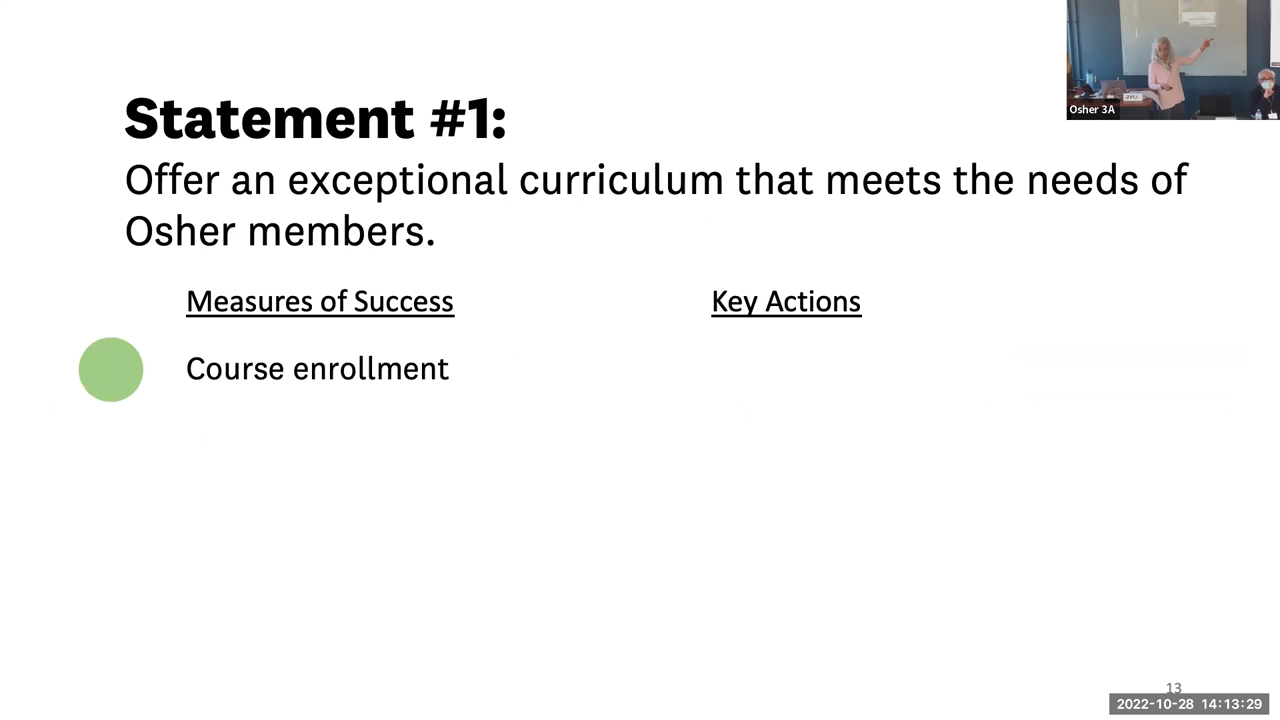 Osher 3A
Statement #1:
Offer an exceptional curriculum that meets the needs of
Osher members.
Measures of Success
Key Actions
Course enrollment
13
2022-10-28 14:13:29